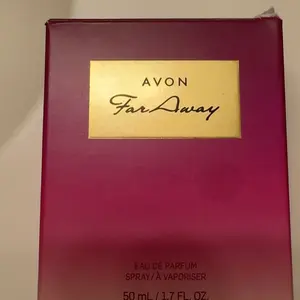 AVON
Far Away
EAU DE PARFUM
SPRAY/À VAPORISER
50 mL/1.7 FL. OZ.